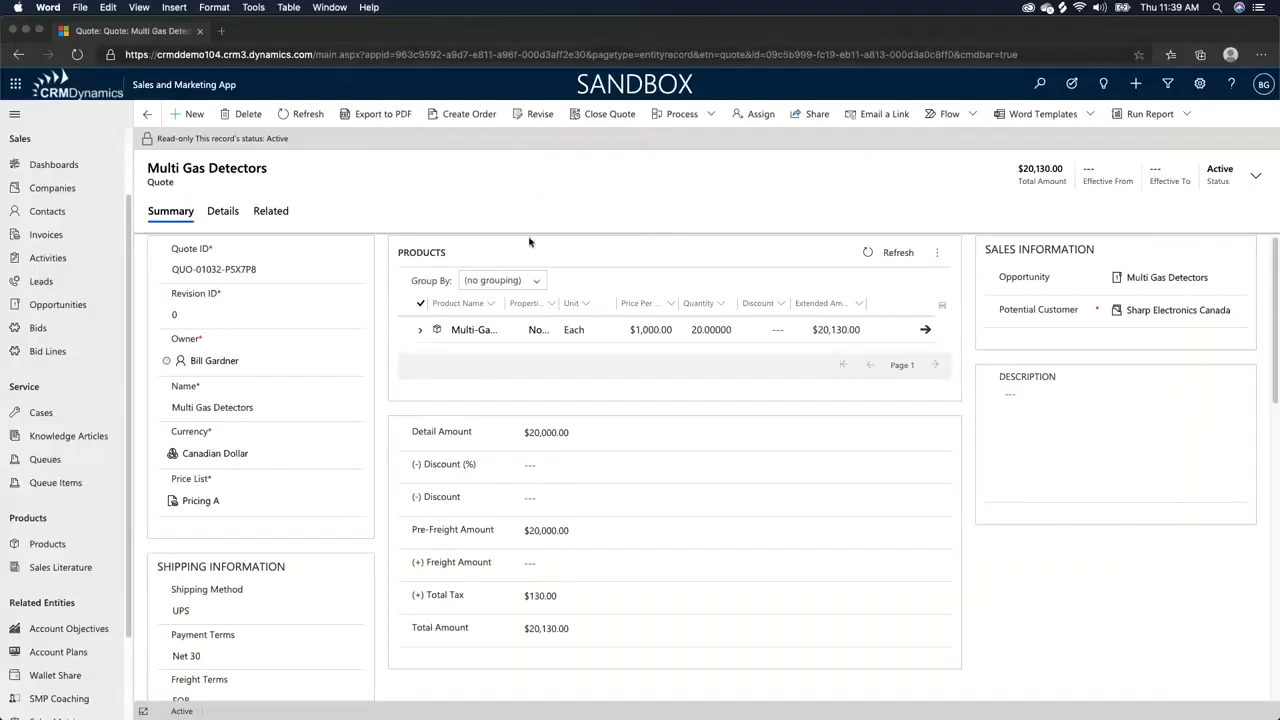 Word File Edit View Insert Format Tools Table Window Help Thu 11:39 AM
Quote: Quote: Multi Gas Detec
https://crmddemo104.crm3.dynamics.com/main.aspx?appid=963c9592-a9d7-e811-a96f-000d3aff2e30&pagetype=entityrecord&etn=quote&id=09c5b999-fc19-eb11-a813-000d3a0c8ff0&cmdbar=true
CRMDynamics Sales and Marketing App SANDBOX BG
New Delete Refresh Export to PDF Create Order Revise Close Quote Process Assign Share Email a Link Flow Word Templates Run Report
Read-only This record's status: Active
Sales
Dashboards
Companies
Contacts
Invoices
Activities
Leads
Opportunities
Bids
Bid Lines
Service
Cases
Knowledge Articles
Queues
Queue Items
Products
Products
Sales Literature
Related Entities
Account Objectives
Account Plans
Wallet Share
SMP Coaching
Multi Gas Detectors
Quote
$20,130.00
Total Amount
---
Effective From
---
Effective To
Active
Status
Summary Details Related
Quote ID*
QUO-01032-P5X7P8
Revision ID*
0
Owner*
Bill Gardner
Name*
Multi Gas Detectors
Currency*
Canadian Dollar
Price List*
Pricing A
SHIPPING INFORMATION
Shipping Method
UPS
Payment Terms
Net 30
Freight Terms
FOB
PRODUCTS Refresh
Group By: (no grouping)
Product Name Properti... Unit Price Per ... Quantity Discount Extended Am...
Multi-Ga... No... Each $1,000.00 20.00000 --- $20,130.00
Page 1
Detail Amount $20,000.00
(-) Discount (%) ---
(-) Discount ---
Pre-Freight Amount $20,000.00
(+) Freight Amount ---
(+) Total Tax $130.00
Total Amount $20,130.00
SALES INFORMATION
Opportunity Multi Gas Detectors
Potential Customer * Sharp Electronics Canada
DESCRIPTION
---
Active